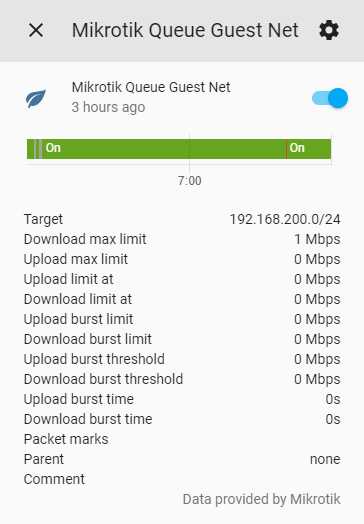 Mikrotik Queue Guest Net
Mikrotik Queue Guest Net
3 hours ago
On On
7:00
Target 192.168.200.0/24
Download max limit 1 Mbps
Upload max limit 0 Mbps
Upload limit at 0 Mbps
Download limit at 0 Mbps
Upload burst limit 0 Mbps
Download burst limit 0 Mbps
Upload burst threshold 0 Mbps
Download burst threshold 0 Mbps
Upload burst time 0s
Download burst time 0s
Packet marks
Parent none
Comment
Data provided by Mikrotik